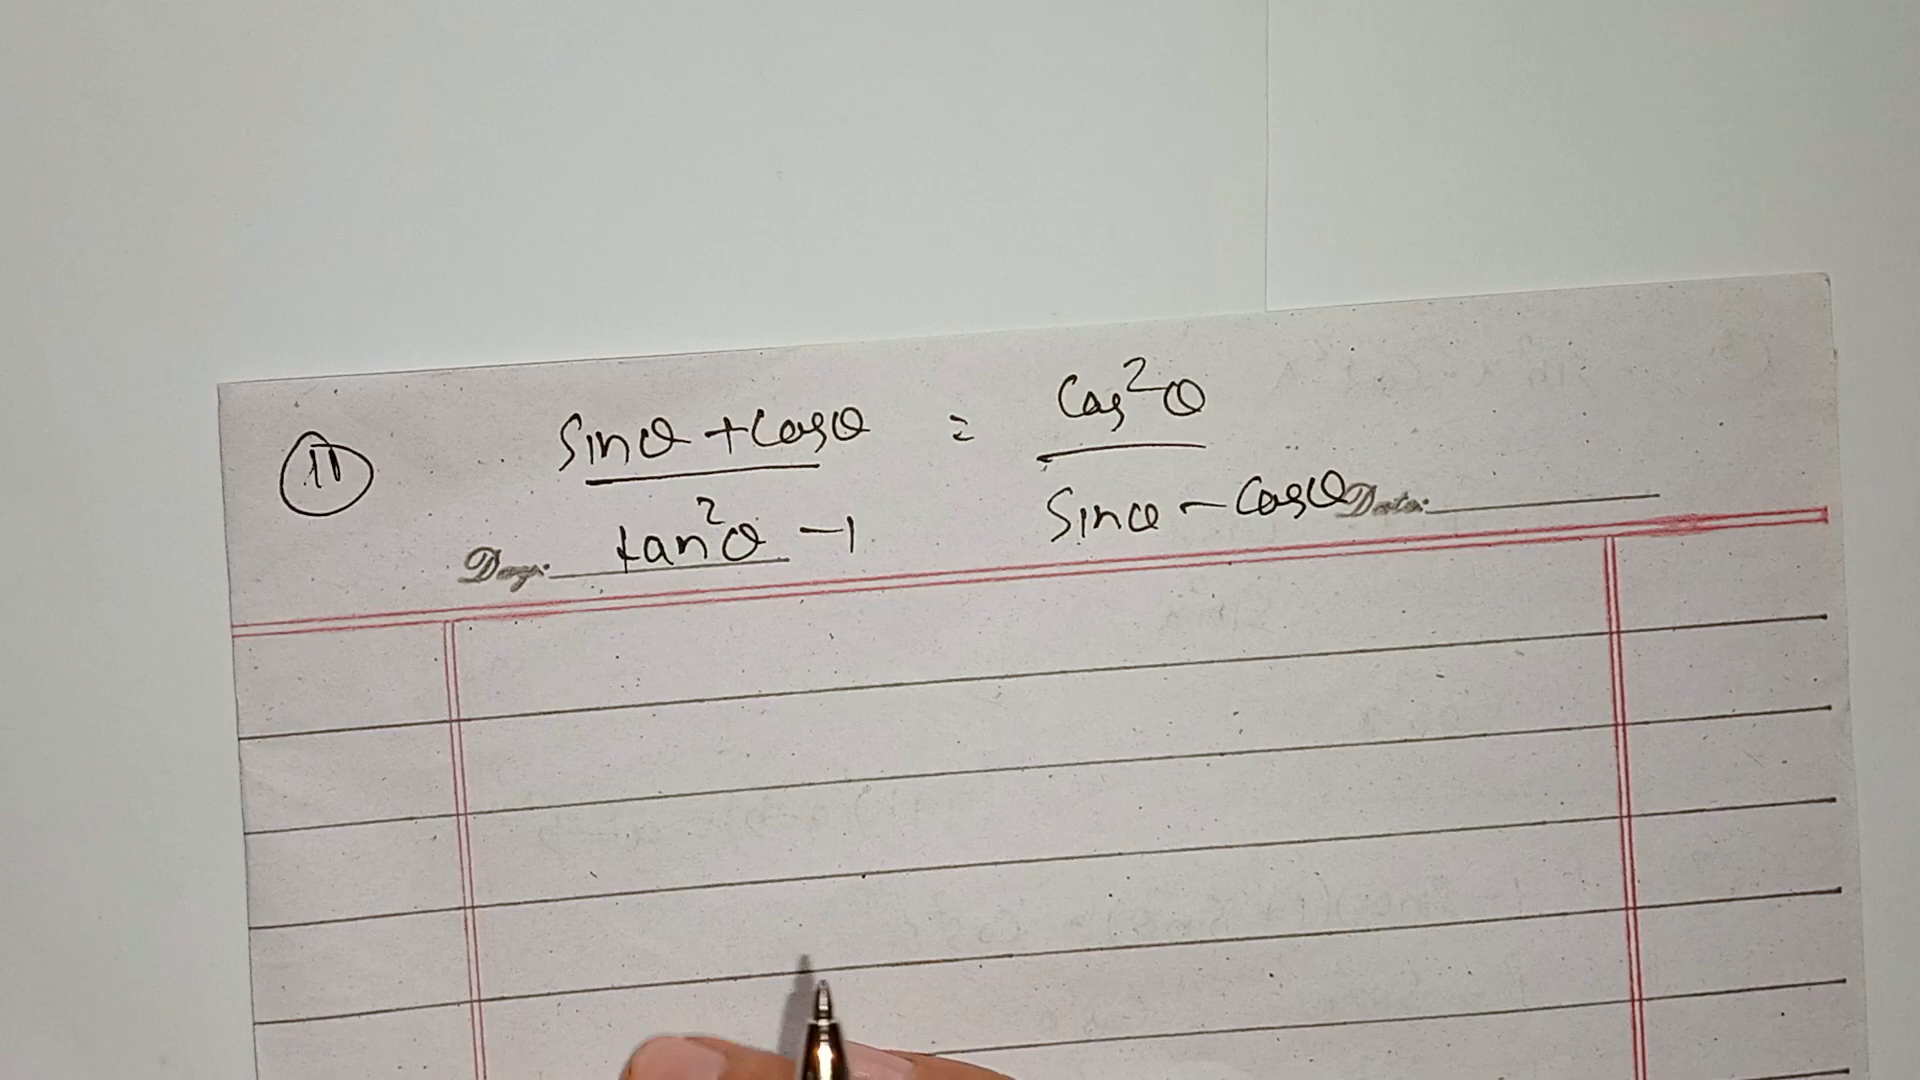 11 sinθ + cosθ = cos²θ
tan²θ - 1 sinθ - cosθ
Day: Date: